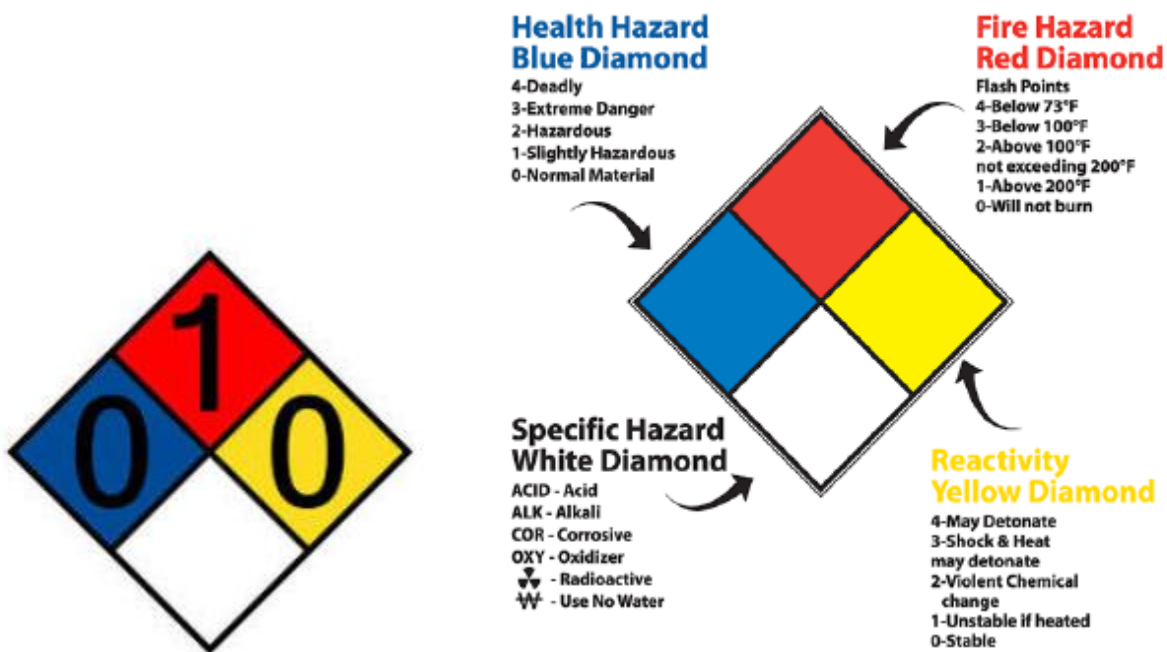 Health Hazard
Blue Diamond
4-Deadly
3-Extreme Danger
2-Hazardous
1-Slightly Hazardous
0-Normal Material
Fire Hazard
Red Diamond
Flash Points
4-Below 73°F
3-Below 100°F
2-Above 100°F
not exceeding 200°F
1-Above 200°F
0-Will not burn
1
0 0
Specific Hazard
White Diamond
ACID - Acid
ALK - Alkali
COR - Corrosive
OXY - Oxidizer
- Radioactive
W - Use No Water
Reactivity
Yellow Diamond
4-May Detonate
3-Shock & Heat
may detonate
2-Violent Chemical
change
1-Unstable if heated
0-Stable